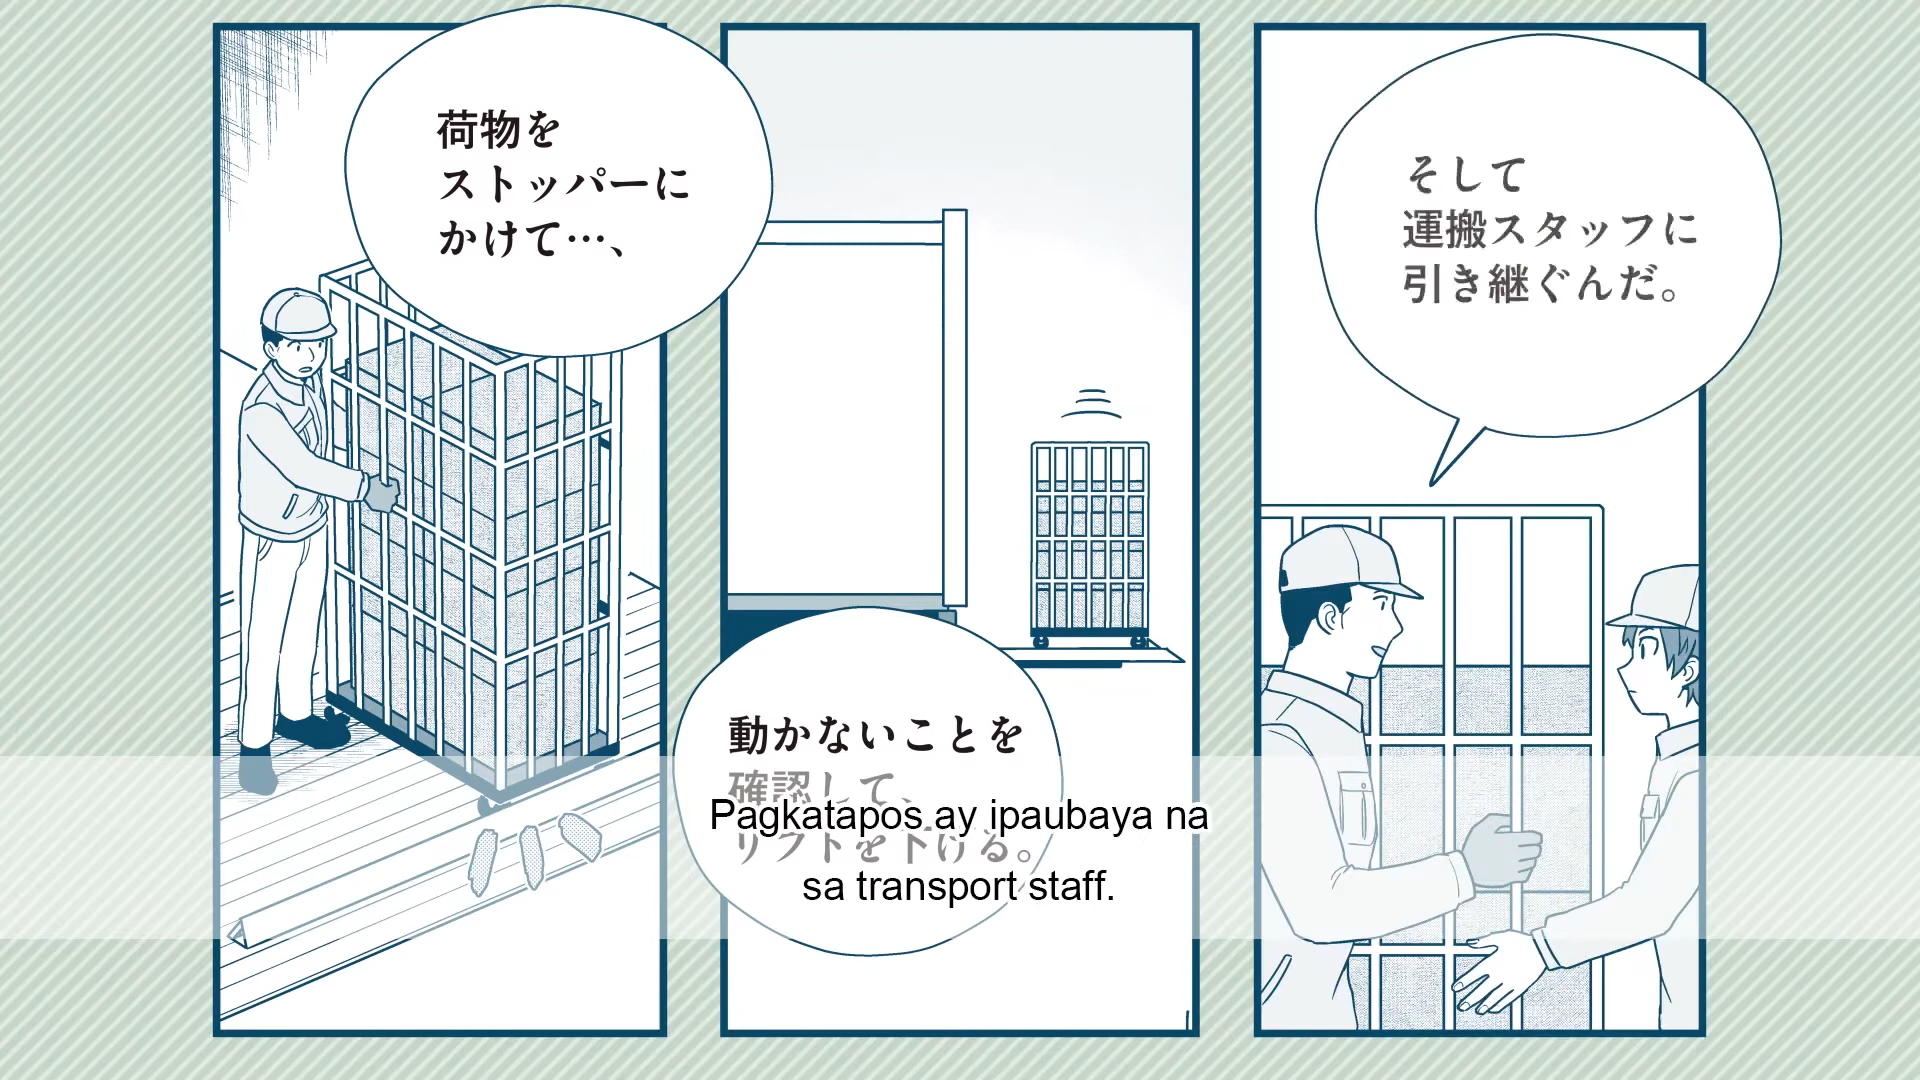 荷物を
ストッパーに
かけて…、
動かないことを
確認して、
リフトを下げる。
そして
運搬スタッフに
引き継ぐんだ。
Pagkatapos ay ipaubaya na
sa transport staff.